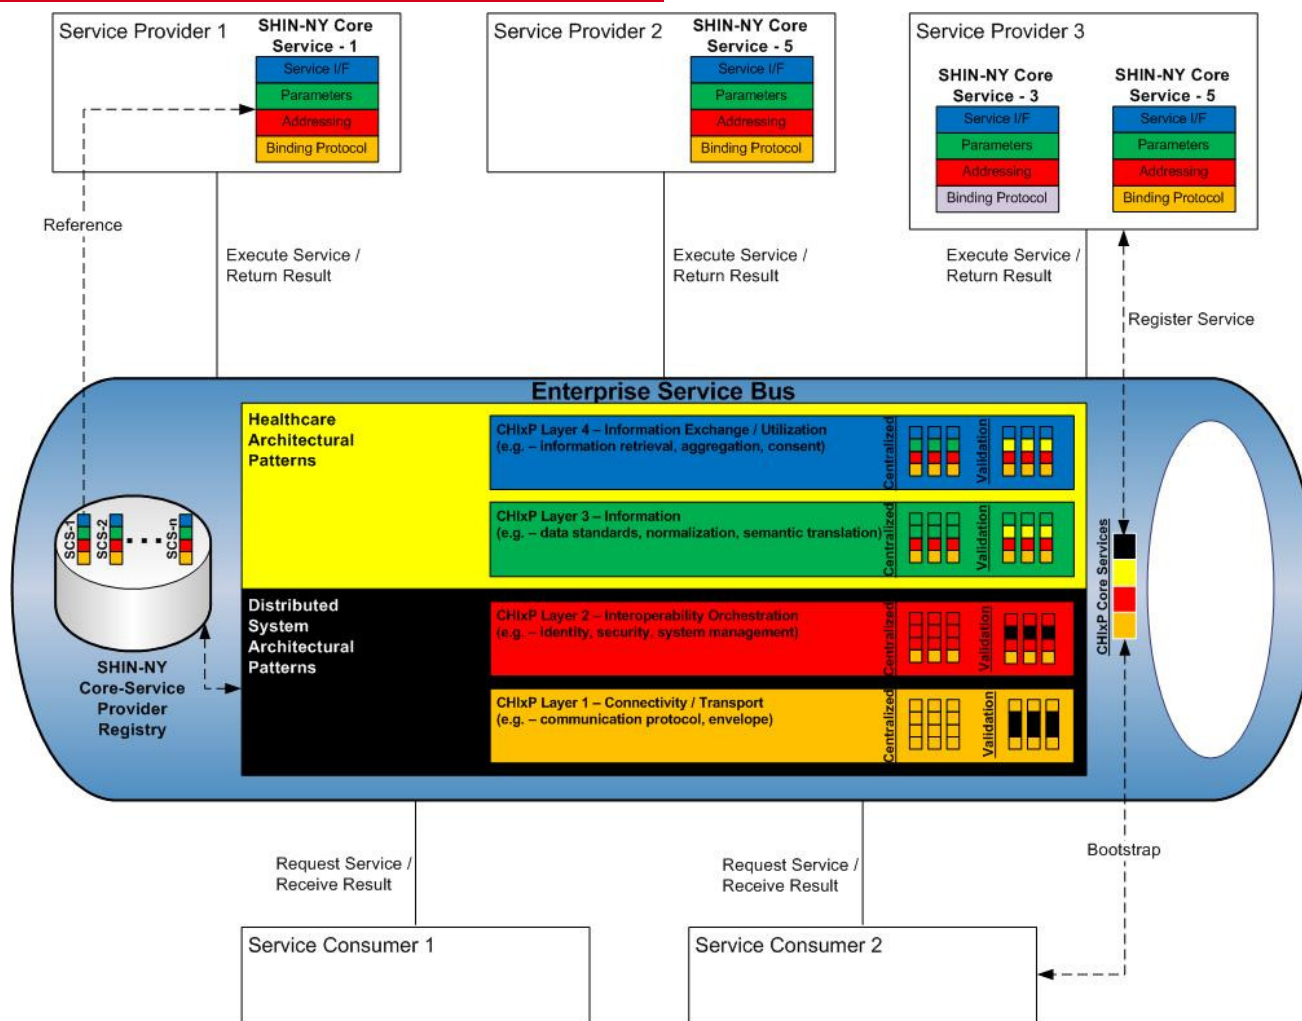 Service Provider 1
SHIN-NY Core
Service - 1
Service I/F
Parameters
Addressing
Binding Protocol
Service Provider 2
SHIN-NY Core
Service - 5
Service I/F
Parameters
Addressing
Binding Protocol
Service Provider 3
SHIN-NY Core
Service - 3
Service I/F
Parameters
Addressing
Binding Protocol
SHIN-NY Core
Service - 5
Service I/F
Parameters
Addressing
Binding Protocol
Reference
Execute Service /
Return Result
Execute Service /
Return Result
Execute Service /
Return Result
Register Service
Enterprise Service Bus
Healthcare
Architectural
Patterns
CHIxP Layer 4 – Information Exchange / Utilization
(e.g. – information retrieval, aggregation, consent)
Centralized
Validation
CHIxP Layer 3 – Information
(e.g. – data standards, normalization, semantic translation)
Centralized
Validation
Distributed
System
Architectural
Patterns
CHIxP Layer 2 – Interoperability Orchestration
(e.g. – identity, security, system management)
Centralized
Validation
CHIxP Layer 1 – Connectivity / Transport
(e.g. – communication protocol, envelope)
Centralized
Validation
SCS-1
SCS-2
...
SCS-n
SHIN-NY
Core-Service
Provider
Registry
CHIxP Core Services
Request Service /
Receive Result
Request Service /
Receive Result
Bootstrap
Service Consumer 1
Service Consumer 2